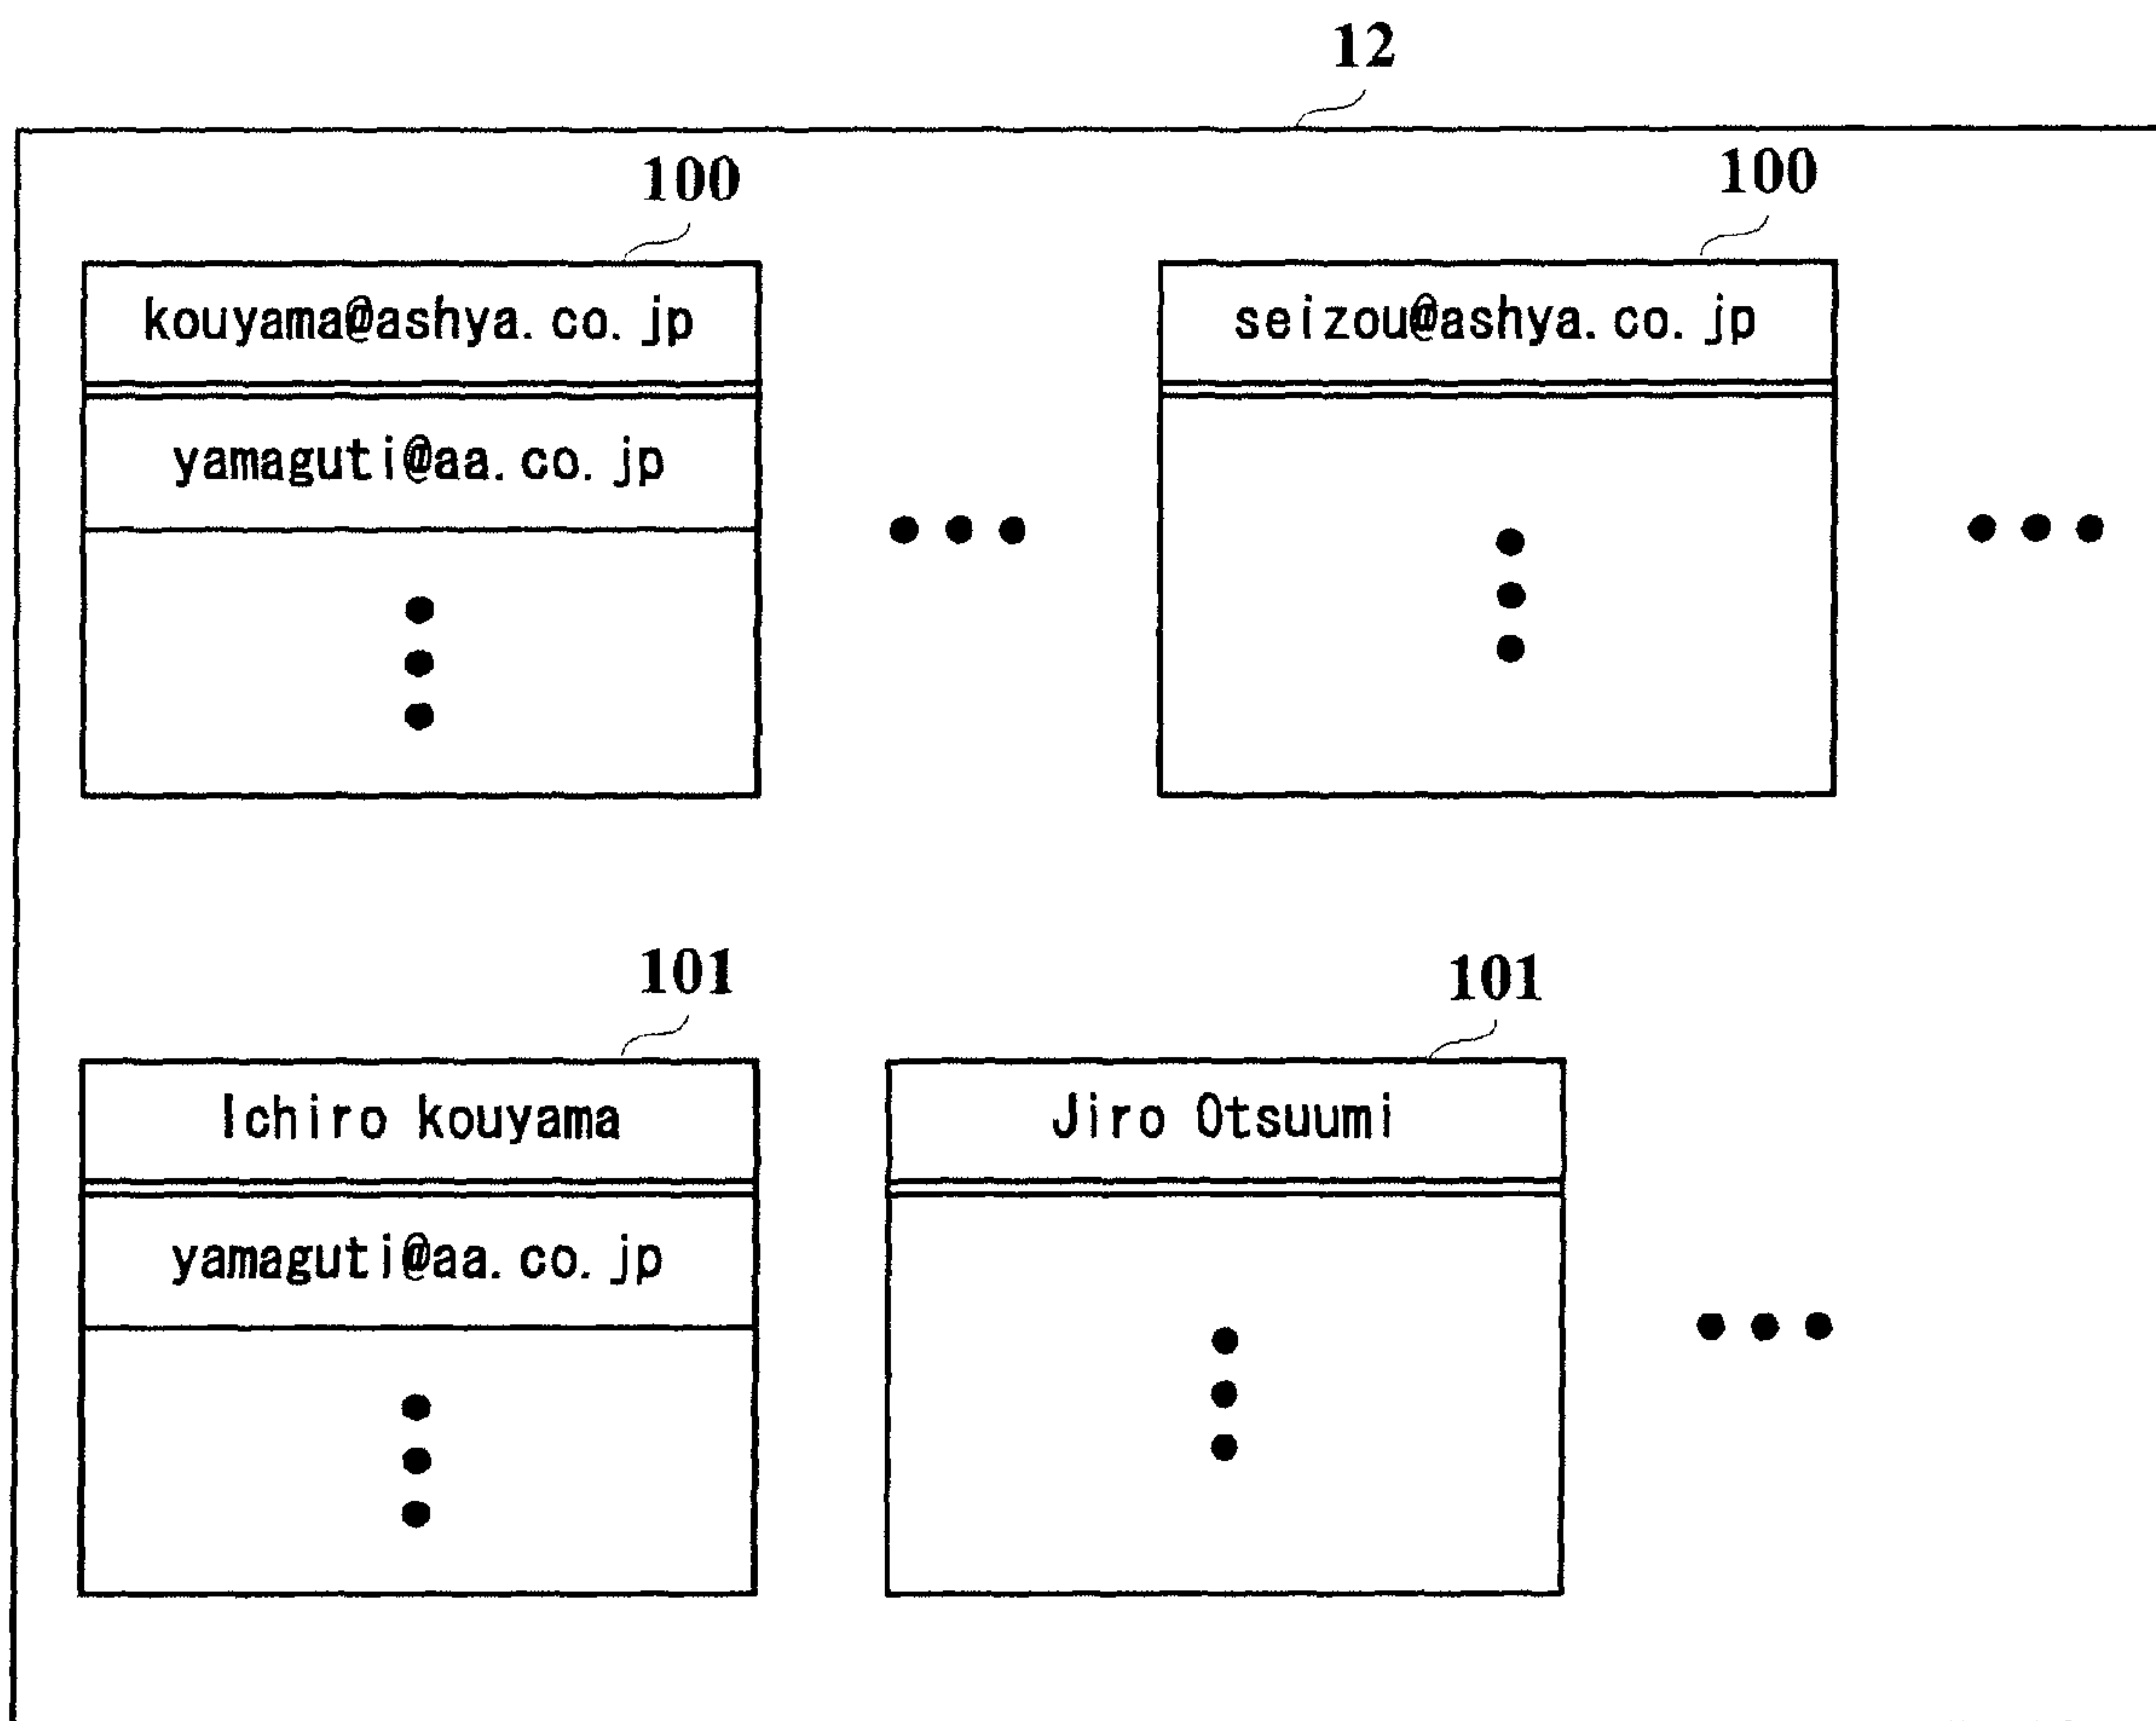 12
100
100
kouyama@ashya.co.jp
seizou@ashya.co.jp
yamaguti@aa.co.jp
101
101
Ichiro kouyama
Jiro Otsuumi
yamaguti@aa.co.jp